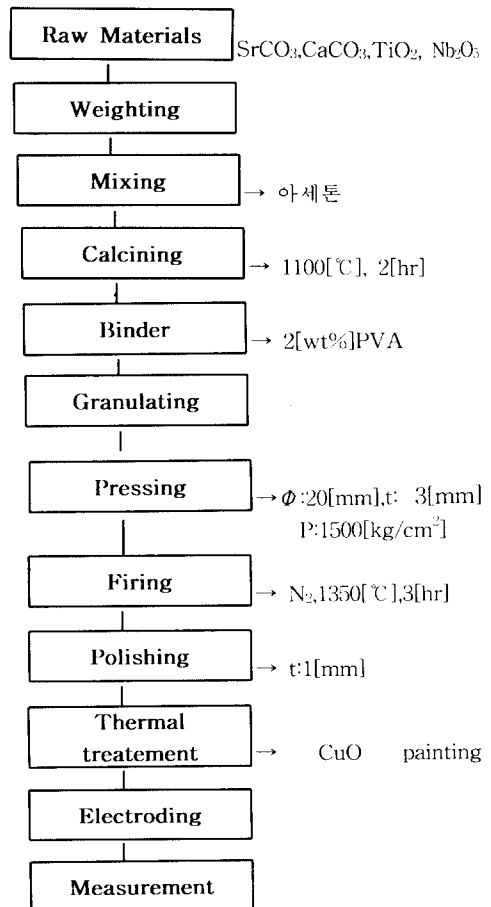 Raw Materials
SrCO₃,CaCO₃,TiO₂, Nb₂O₅
Weighting
Mixing
→ 아세톤
Calcining
→ 1100[℃], 2[hr]
Binder
→ 2[wt%]PVA
Granulating
Pressing
→ Φ:20[mm],t: 3[mm]
P:1500[kg/cm²]
Firing
→ N₂,1350[℃],3[hr]
Polishing
→ t:1[mm]
Thermal
treatement
→ CuO painting
Electroding
Measurement